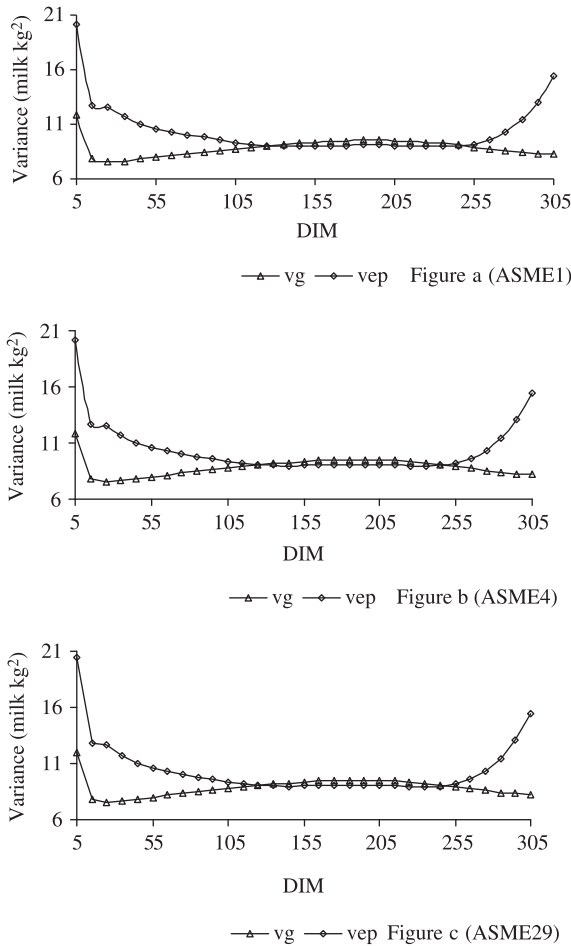 Variance (milk kg²)
21
16
11
6
5 55 105 155 205 255 305
DIM
vg vep Figure a (ASME1)
Variance (milk kg²)
21
16
11
6
5 55 105 155 205 255 305
DIM
vg vep Figure b (ASME4)
Variance (milk kg²)
21
16
11
6
5 55 105 155 205 255 305
DIM
vg vep Figure c (ASME29)